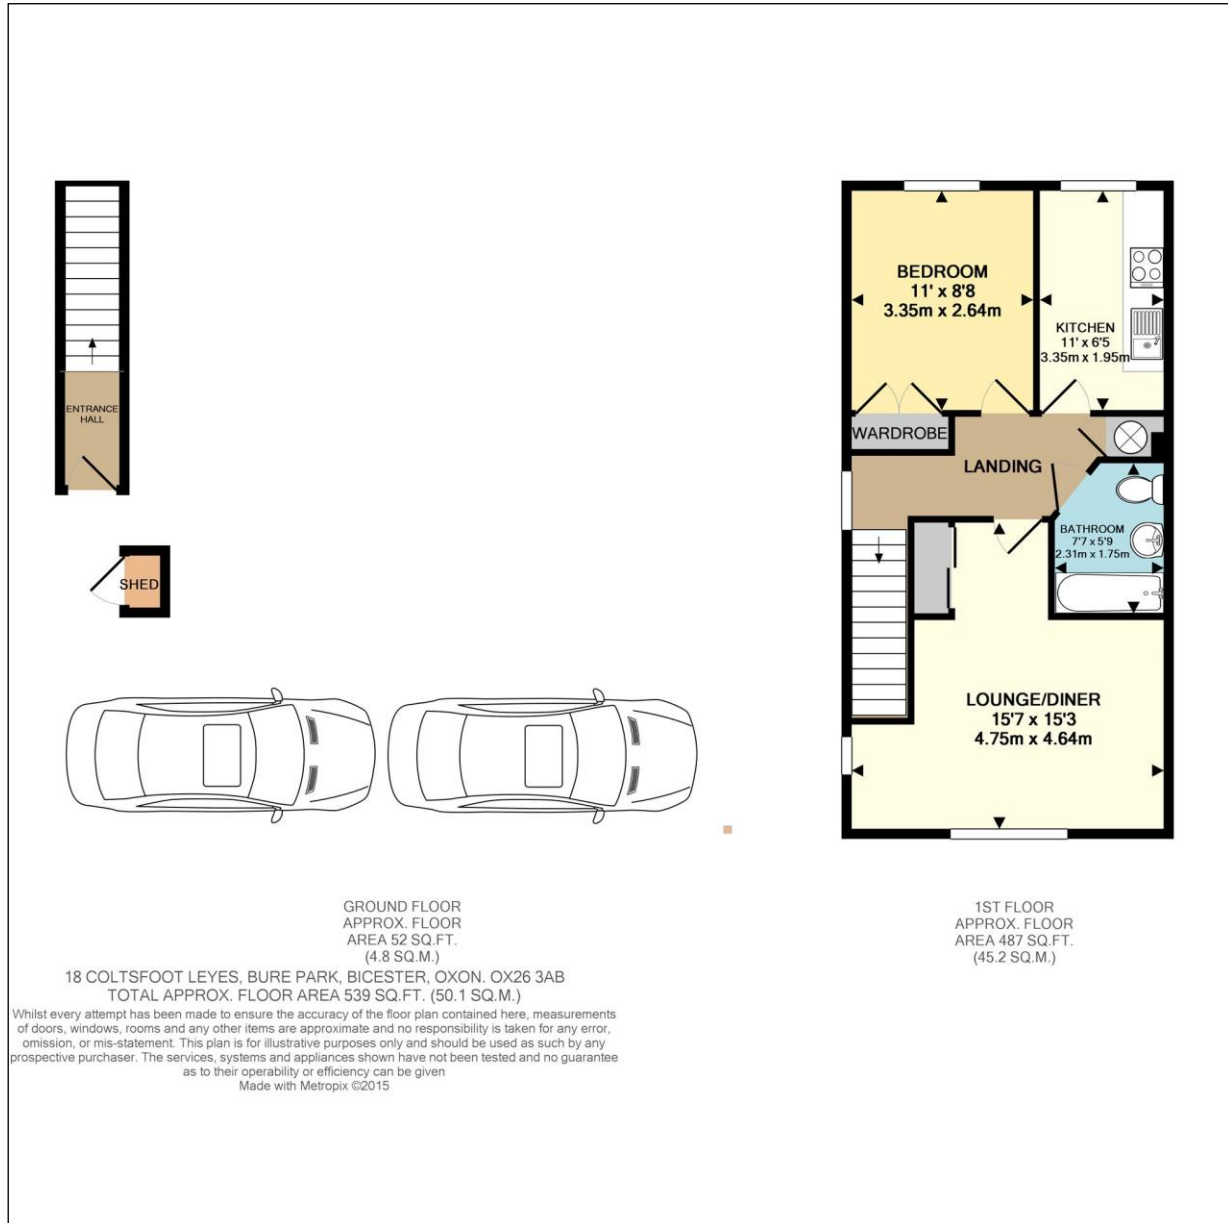 ENTRANCE
HALL
SHED
BEDROOM
11' x 8'8
3.35m x 2.64m
KITCHEN
11' x 6'5
3.35m x 1.95m
WARDROBE
LANDING
BATHROOM
7'7 x 5'9
2.31m x 1.75m
LOUNGE/DINER
15'7 x 15'3
4.75m x 4.64m
GROUND FLOOR
APPROX. FLOOR
AREA 52 SQ.FT.
(4.8 SQ.M.)
1ST FLOOR
APPROX. FLOOR
AREA 487 SQ.FT.
(45.2 SQ.M.)
18 COLTSFOOT LEYES, BURE PARK, BICESTER, OXON. OX26 3AB
TOTAL APPROX. FLOOR AREA 539 SQ.FT. (50.1 SQ.M.)
Whilst every attempt has been made to ensure the accuracy of the floor plan contained here, measurements
of doors, windows, rooms and any other items are approximate and no responsibility is taken for any error,
omission, or mis-statement. This plan is for illustrative purposes only and should be used as such by any
prospective purchaser. The services, systems and appliances shown have not been tested and no guarantee
as to their operability or efficiency can be given
Made with Metropix ©2015